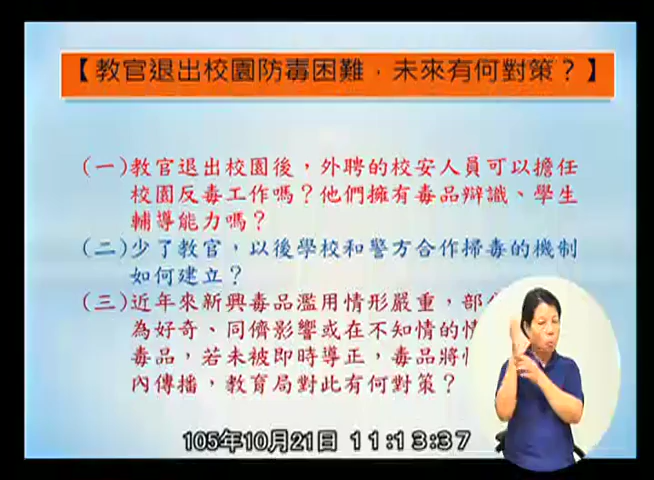 【教官退出校園防毒困難，未來有何對策？】
(一)教官退出校園後，外聘的校安人員可以擔任
校園反毒工作嗎？他們擁有毒品辯識、學生
輔導能力嗎？
(二)少了教官，以後學校和警方合作掃毒的機制
如何建立？
(三)近年來新興毒品濫用情形嚴重，部
為好奇、同儕影響或在不知情的
毒品，若未被即時導正，毒品將
內傳播，教育局對此有何對策？
105年10月21日 11:13:37